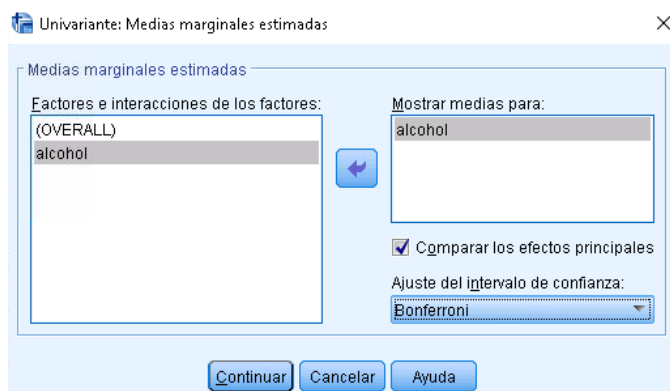 Univariante: Medias marginales estimadas
Medias marginales estimadas
Factores e interacciones de los factores:
(OVERALL)
alcohol
Mostrar medias para:
alcohol
Comparar los efectos principales
Ajuste del intervalo de confianza:
Bonferroni
Continuar
Cancelar
Ayuda